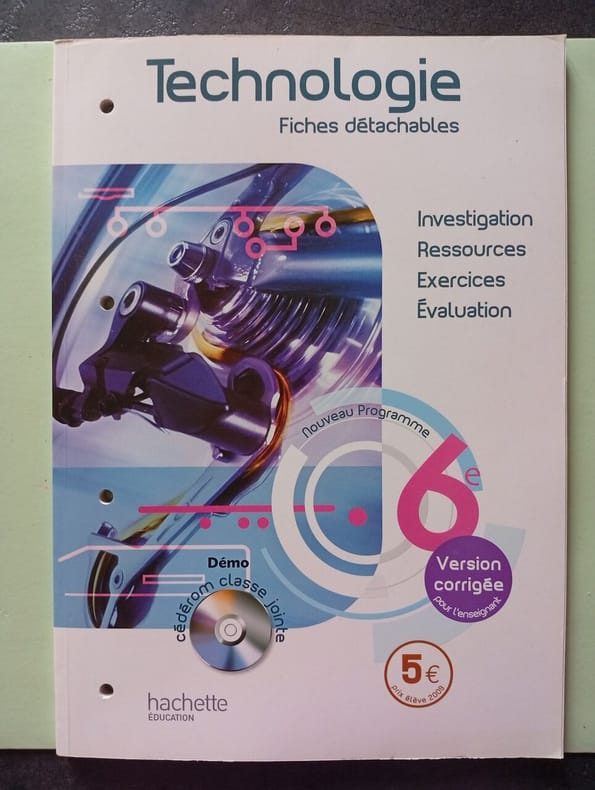 Technologie
Fiches détachables
Investigation
Ressources
Exercices
Évaluation
Nouveau Programme
6e
Version
corrigée
pour l'enseignant
Démo
cédérom classe jointe
5€
prix élève 2009
hachette
ÉDUCATION